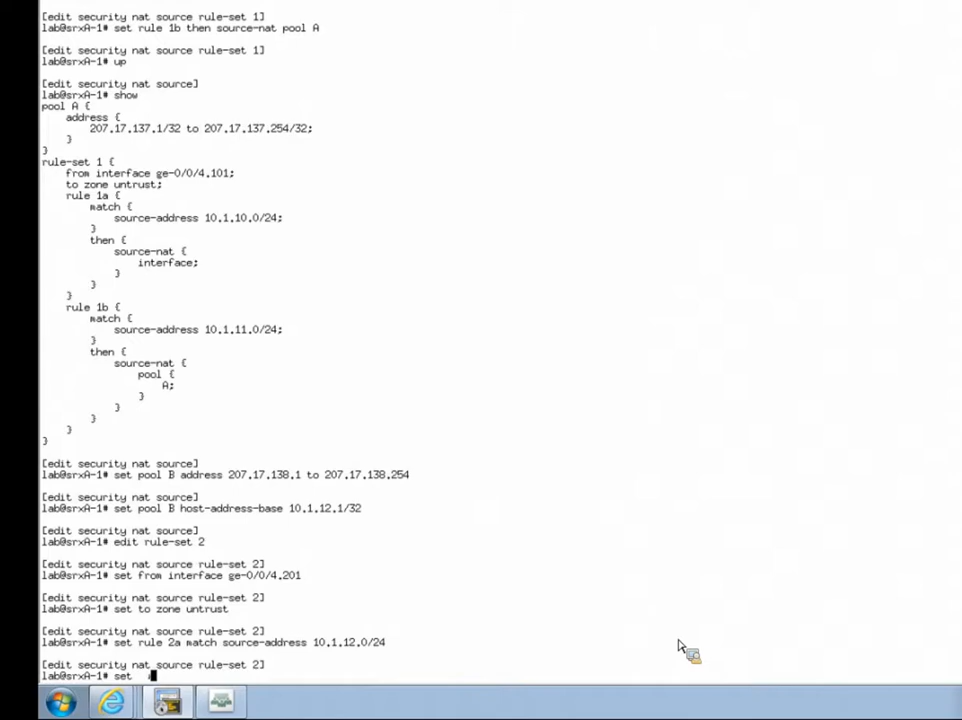 [edit security nat source rule-set 1]
lab@srxA-1# set rule 1b then source-nat pool A
[edit security nat source rule-set 1]
lab@srxA-1# up
[edit security nat source]
lab@srxA-1# show
pool A {
address {
207.17.137.1/32 to 207.17.137.254/32;
}
}
rule-set 1 {
from interface ge-0/0/4.101;
to zone untrust;
rule 1a {
match {
source-address 10.1.10.0/24;
}
then {
source-nat {
interface;
}
}
}
rule 1b {
match {
source-address 10.1.11.0/24;
}
then {
source-nat {
pool {
A;
}
}
}
}
}
[edit security nat source]
lab@srxA-1# set pool B address 207.17.138.1 to 207.17.138.254
[edit security nat source]
lab@srxA-1# set pool B host-address-base 10.1.12.1/32
[edit security nat source]
lab@srxA-1# edit rule-set 2
[edit security nat source rule-set 2]
lab@srxA-1# set from interface ge-0/0/4.201
[edit security nat source rule-set 2]
lab@srxA-1# set to zone untrust
[edit security nat source rule-set 2]
lab@srxA-1# set rule 2a match source-address 10.1.12.0/24
[edit security nat source rule-set 2]
lab@srxA-1# set